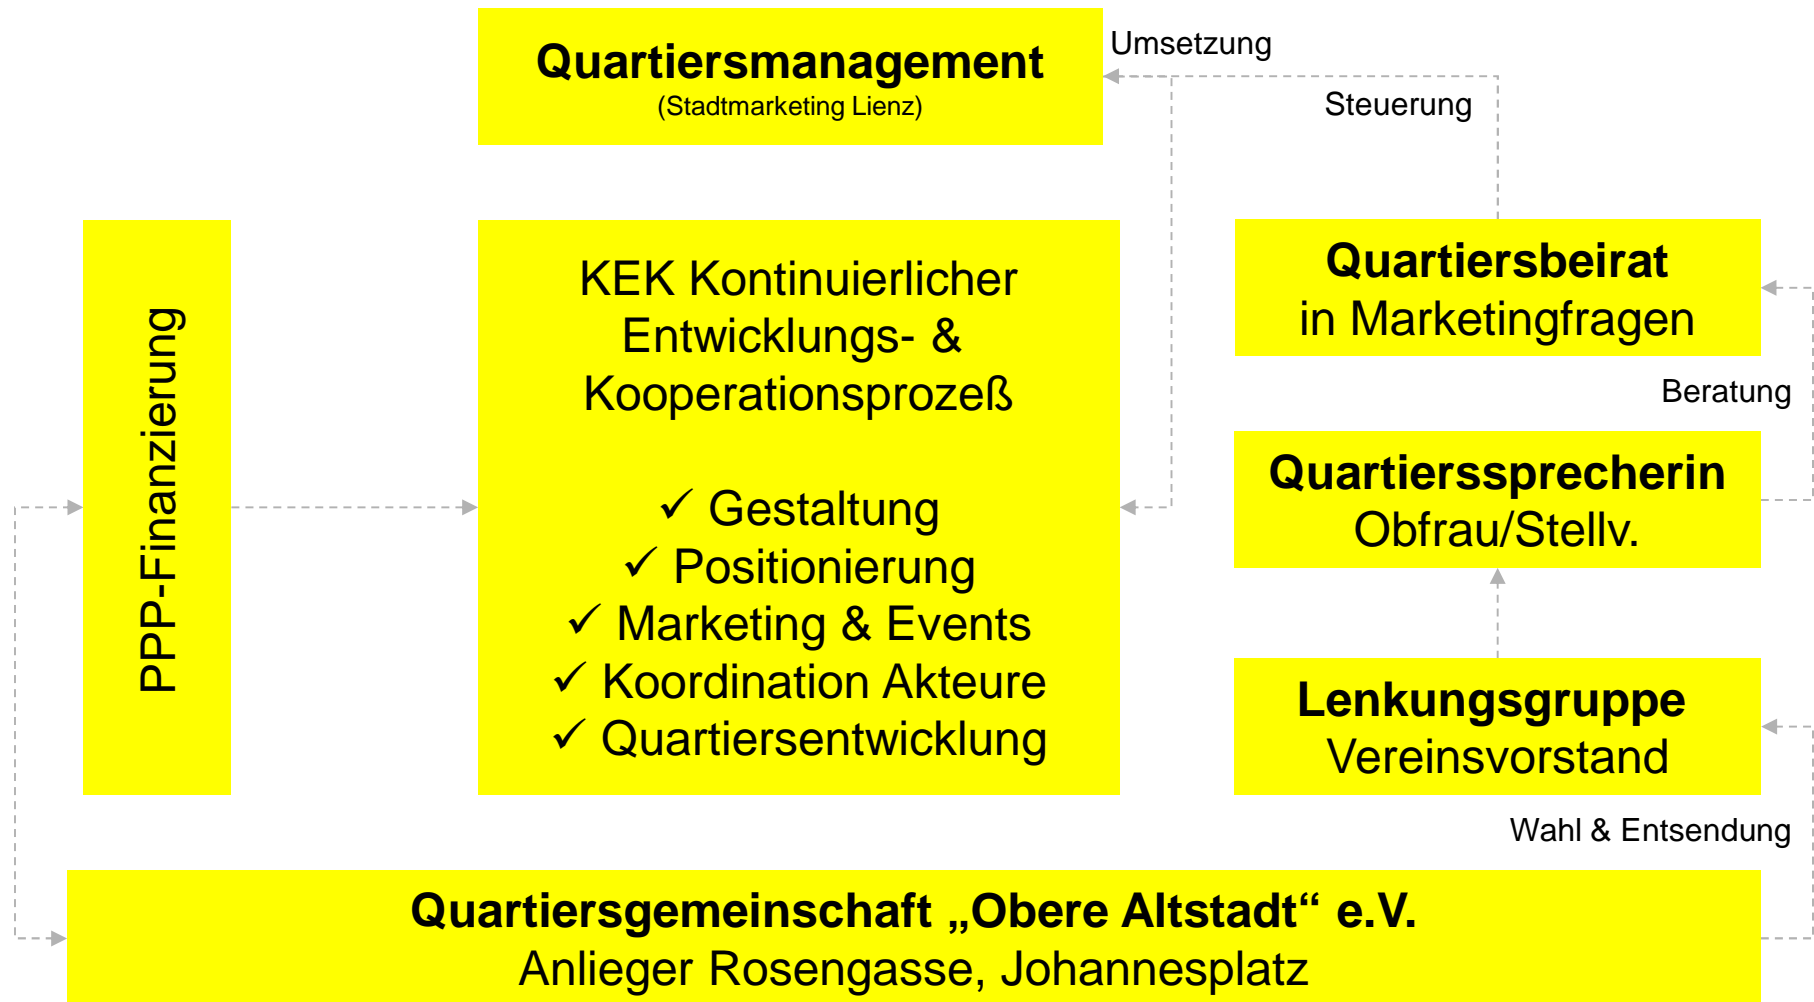 Quartiersmanagement
(Stadtmarketing Lienz)
Umsetzung
Steuerung
PPP-Finanzierung
KEK Kontinuierlicher
Entwicklungs- &
Kooperationsprozeß
✓ Gestaltung
✓ Positionierung
✓ Marketing & Events
✓ Koordination Akteure
✓ Quartiersentwicklung
Quartiersbeirat
in Marketingfragen
Beratung
Quartierssprecherin
Obfrau/Stellv.
Lenkungsgruppe
Vereinsvorstand
Wahl & Entsendung
Quartiersgemeinschaft „Obere Altstadt“ e.V.
Anlieger Rosengasse, Johannesplatz